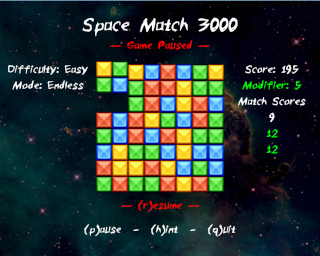 Space Match 3000
-- Game Paused --
Difficulty: Easy
Mode: Endless
Score: 195
Modifier: 5
Match Scores
9
12
12
-- (r)esume --
(p)ause - (h)int - (q)uit